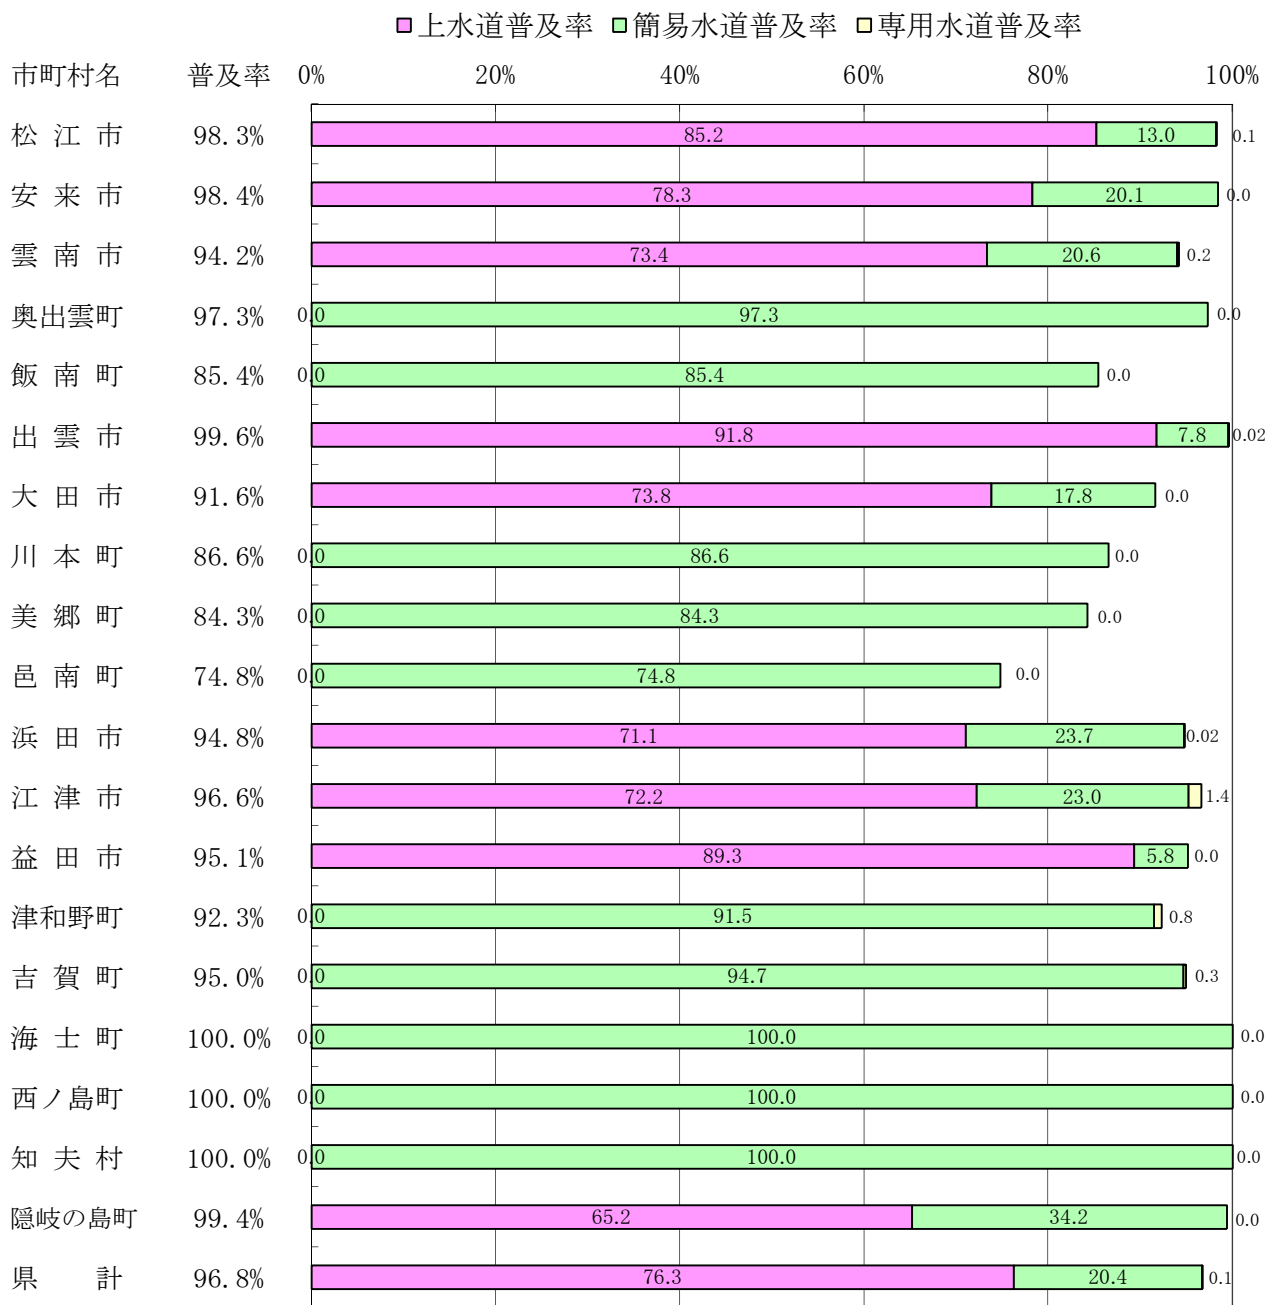 上水道普及率 簡易水道普及率 専用水道普及率
市町村名 普及率 0% 20% 40% 60% 80% 100%
松江市 98.3% 85.2 13.0 0.1
安来市 98.4% 78.3 20.1 0.0
雲南市 94.2% 73.4 20.6 0.2
奥出雲町 97.3% 0.0 97.3 0.0
飯南町 85.4% 0.0 85.4 0.0
出雲市 99.6% 91.8 7.8 0.02
大田市 91.6% 73.8 17.8 0.0
川本町 86.6% 0.0 86.6 0.0
美郷町 84.3% 0.0 84.3 0.0
邑南町 74.8% 0.0 74.8 0.0
浜田市 94.8% 71.1 23.7 0.02
江津市 96.6% 72.2 23.0 1.4
益田市 95.1% 89.3 5.8 0.0
津和野町 92.3% 0.0 91.5 0.8
吉賀町 95.0% 0.0 94.7 0.3
海士町 100.0% 0.0 100.0 0.0
西ノ島町 100.0% 0.0 100.0 0.0
知夫村 100.0% 0.0 100.0 0.0
隠岐の島町 99.4% 65.2 34.2 0.0
県計 96.8% 76.3 20.4 0.1